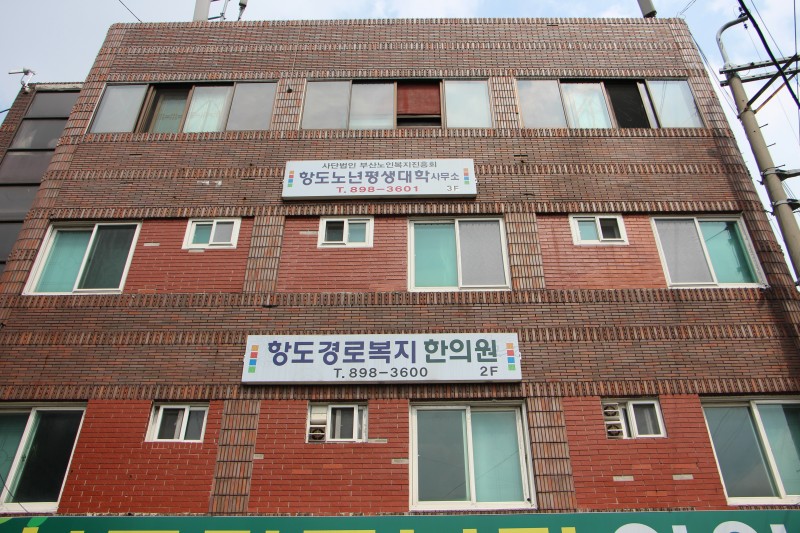 사단법인 부산노인복지진흥회
항도노년평생대학 사무소
T. 898-3601 3F
항도경로복지 한의원
T. 898-3600 2F